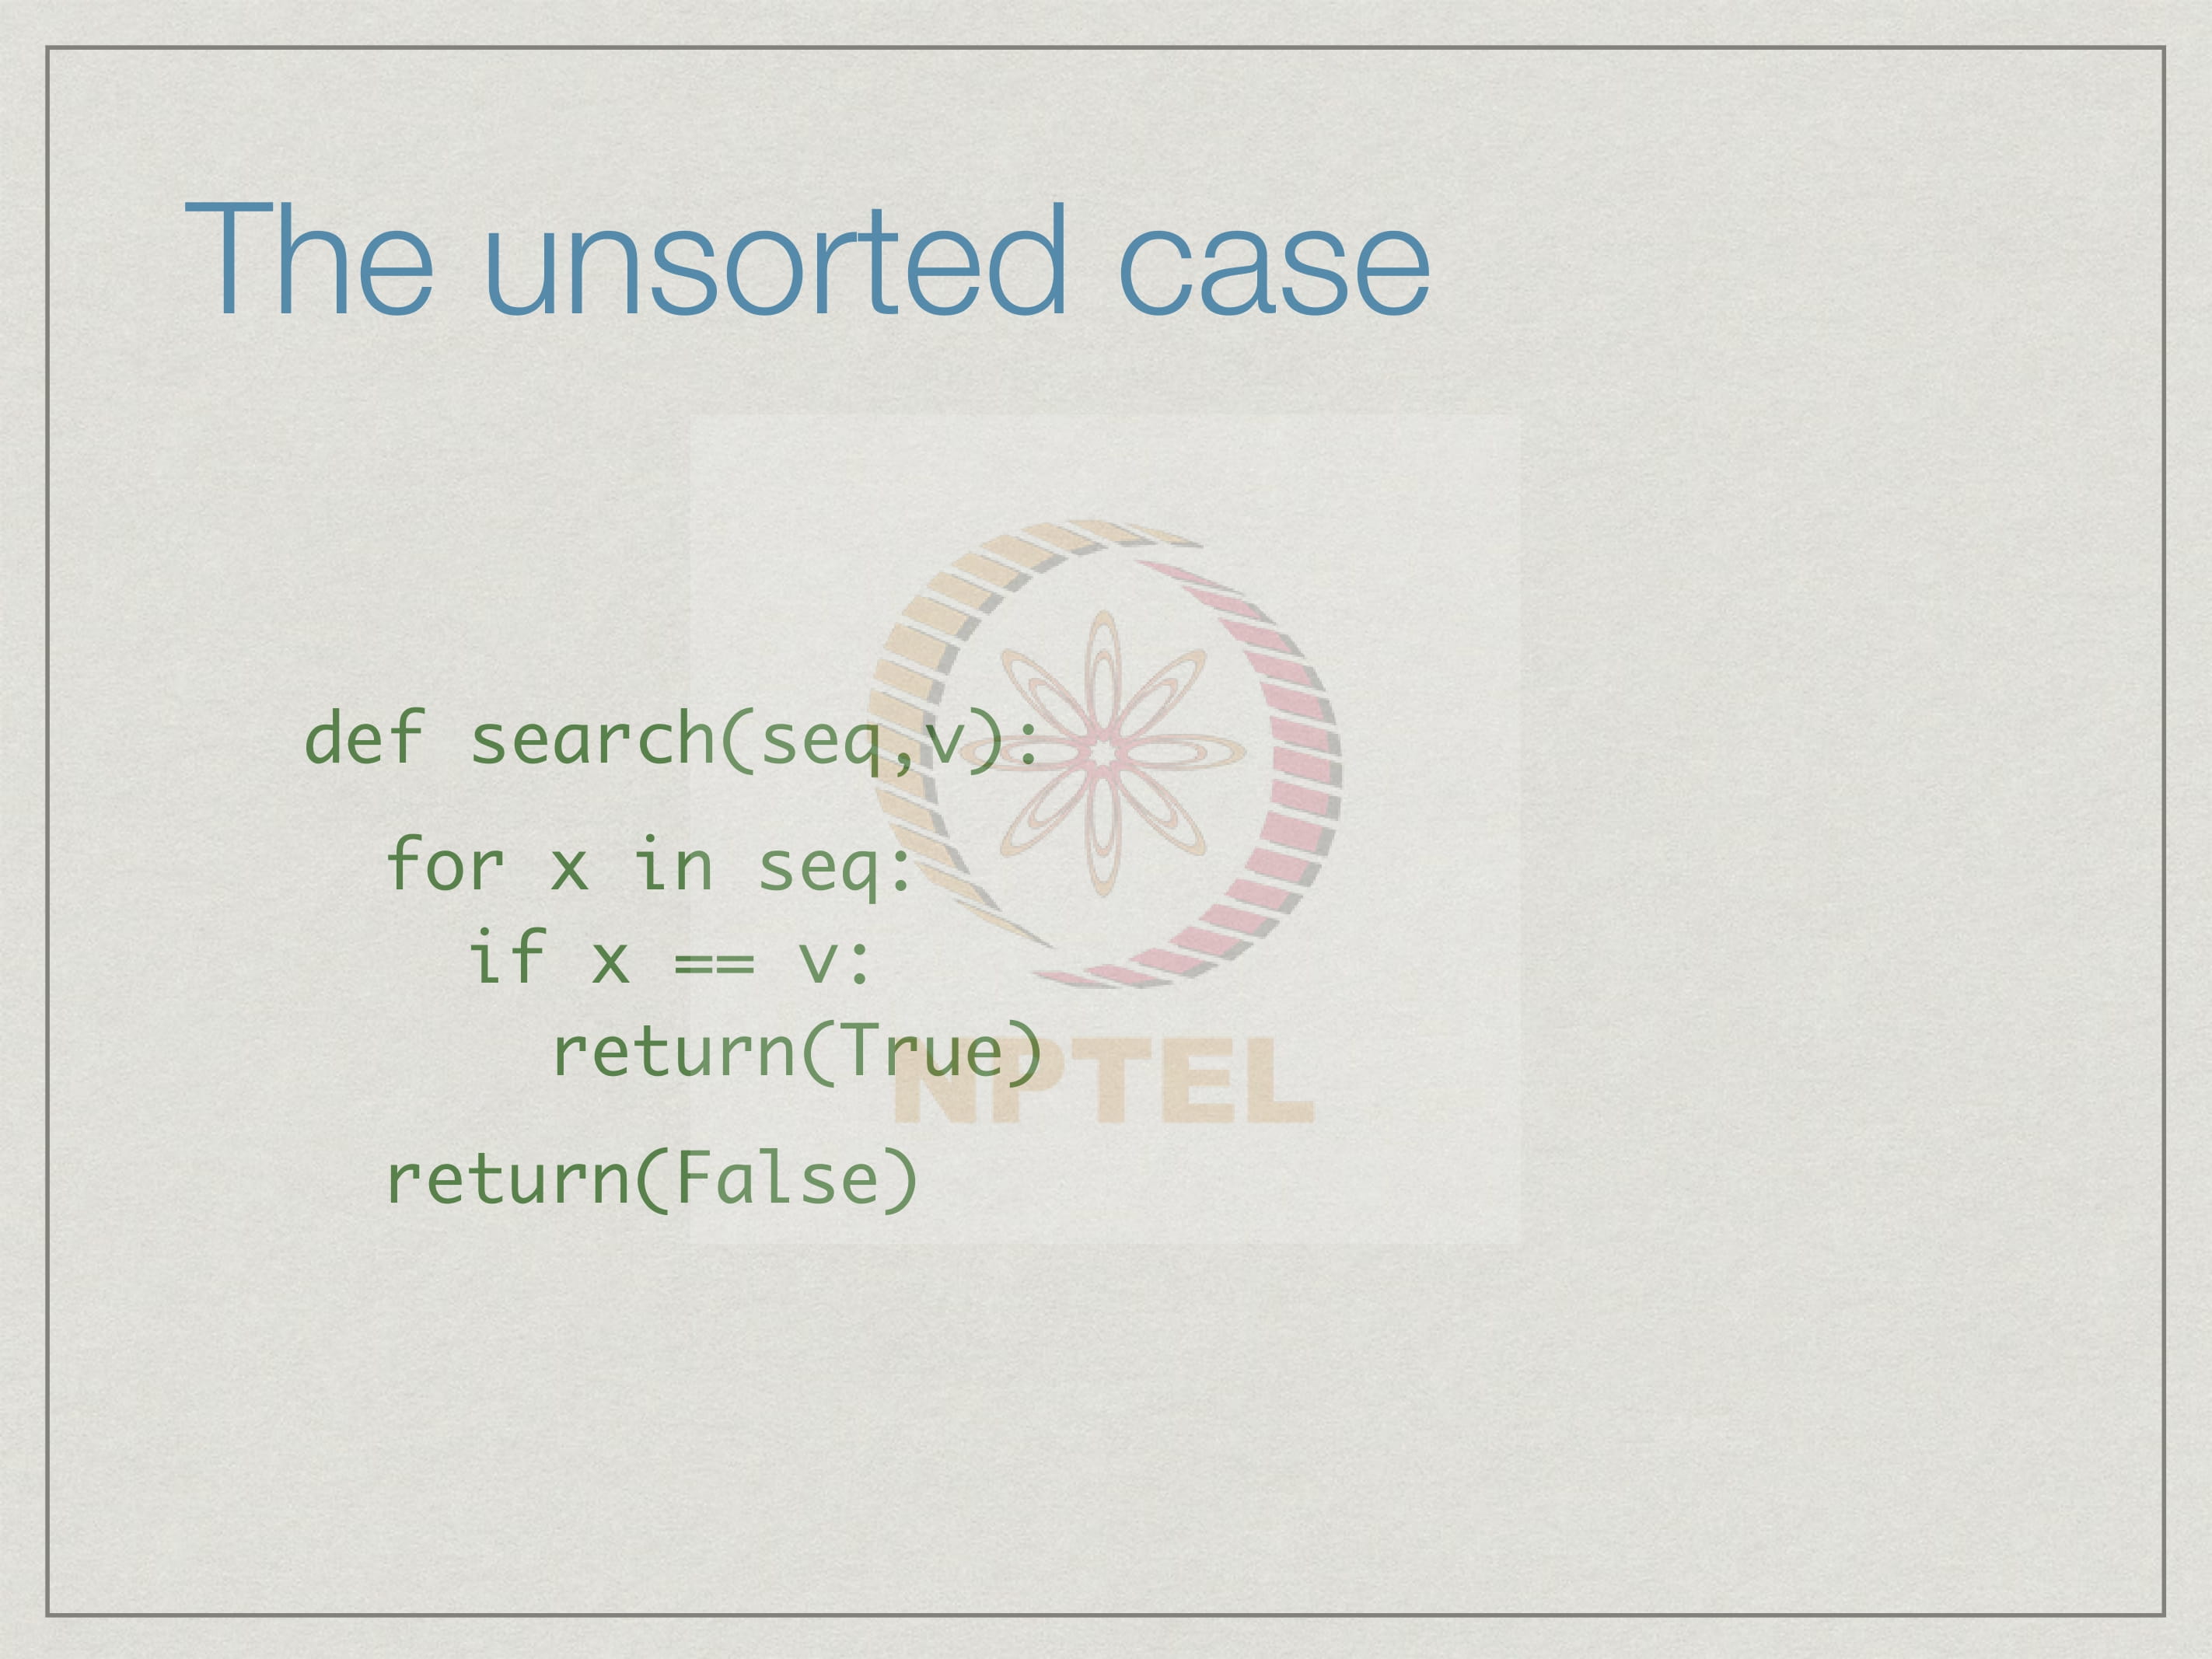 The unsorted case
def search(seq,v):
for x in seq:
if x == v:
return(True)
return(False)
NPTEL